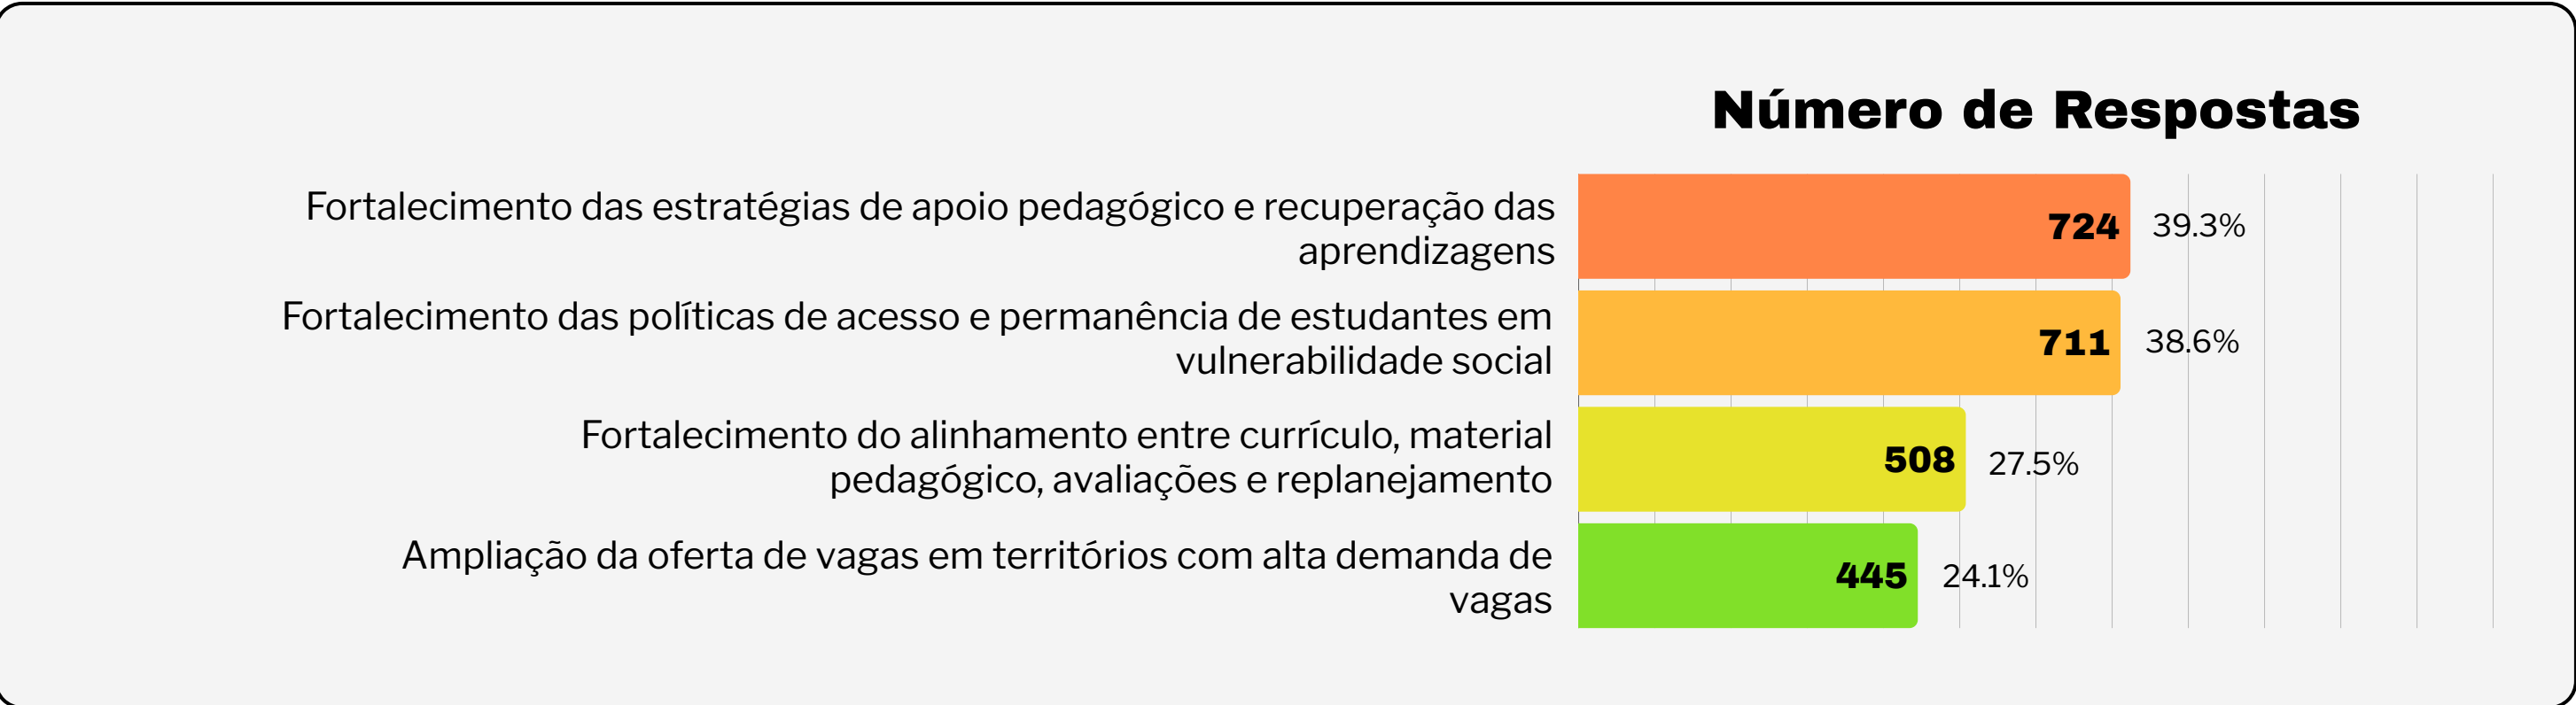 Número de Respostas
Fortalecimento das estratégias de apoio pedagógico e recuperação das
aprendizagens
724 39.3%
Fortalecimento das políticas de acesso e permanência de estudantes em
vulnerabilidade social
711 38.6%
Fortalecimento do alinhamento entre currículo, material
pedagógico, avaliações e replanejamento
508 27.5%
Ampliação da oferta de vagas em territórios com alta demanda de
vagas
445 24.1%